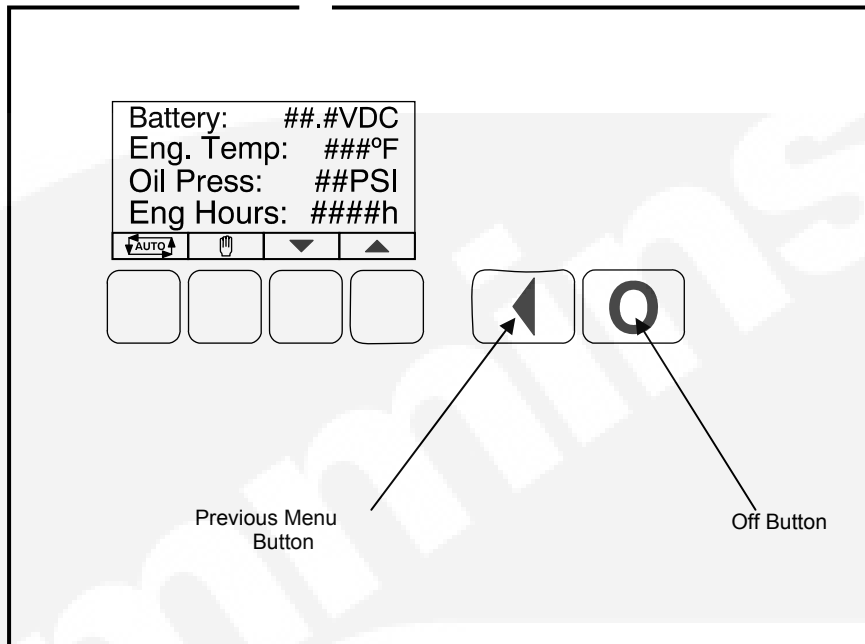 Battery: ##.#VDC
Eng. Temp: ###ºF
Oil Press: ##PSI
Eng Hours: ####h
AUTO
O
Previous Menu
Button
Off Button